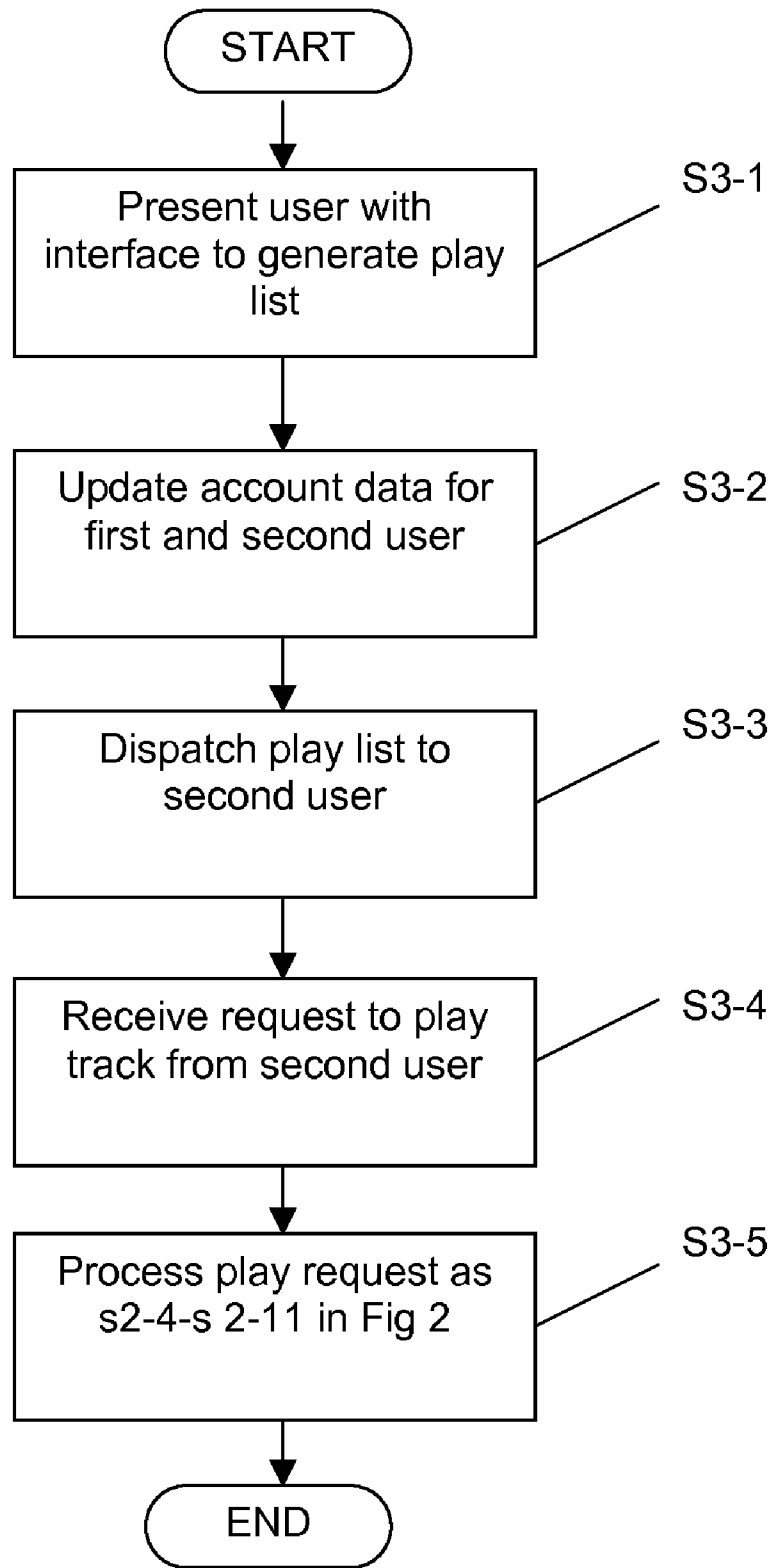 START
Present user with
interface to generate play
list
S3-1
Update account data for
first and second user
S3-2
Dispatch play list to
second user
S3-3
Receive request to play
track from second user
S3-4
Process play request as
s2-4-s 2-11 in Fig 2
S3-5
END